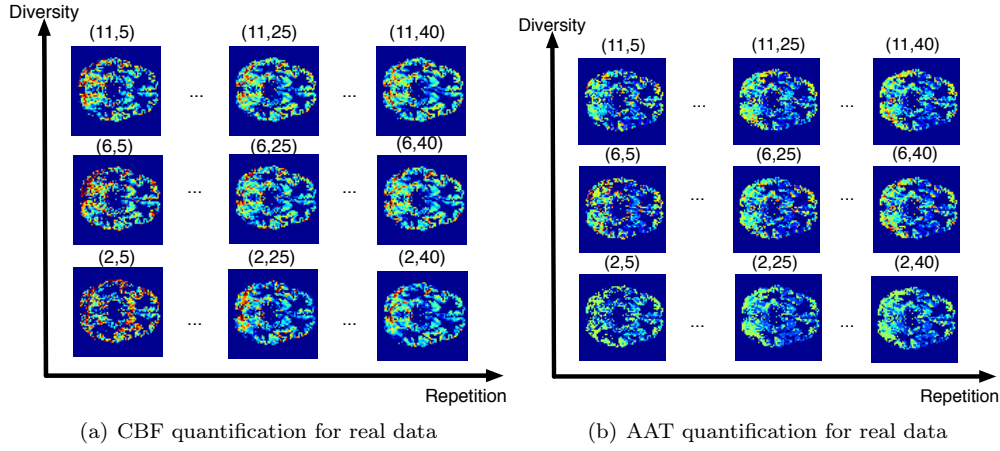 Diversity
(11,5) (11,25) (11,40)
... ...
(6,5) (6,25) (6,40)
... ...
(2,5) (2,25) (2,40)
... ...
Repetition
(a) CBF quantification for real data
Diversity
(11,5) (11,25) (11,40)
... ...
(6,5) (6,25) (6,40)
... ...
(2,5) (2,25) (2,40)
... ...
Repetition
(b) AAT quantification for real data